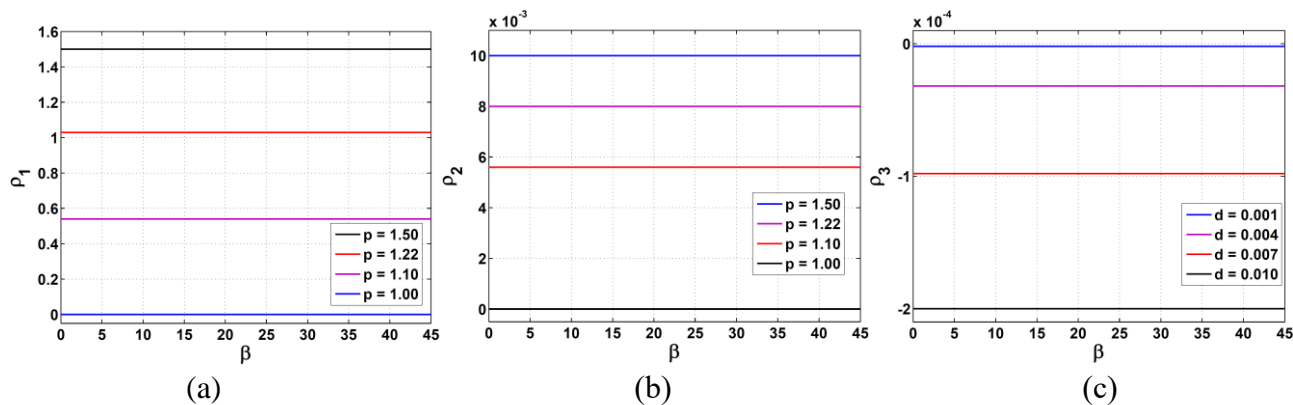 1.6
1.4
1.2
1
0.8
0.6
0.4
0.2
0
ρ1
0 5 10 15 20 25 30 35 40 45
β
p = 1.50
p = 1.22
p = 1.10
p = 1.00
(a)
x 10^-3
10
8
6
4
2
0
ρ2
0 5 10 15 20 25 30 35 40 45
β
p = 1.50
p = 1.22
p = 1.10
p = 1.00
(b)
x 10^-4
0
-1
-2
ρ3
0 5 10 15 20 25 30 35 40 45
β
d = 0.001
d = 0.004
d = 0.007
d = 0.010
(c)